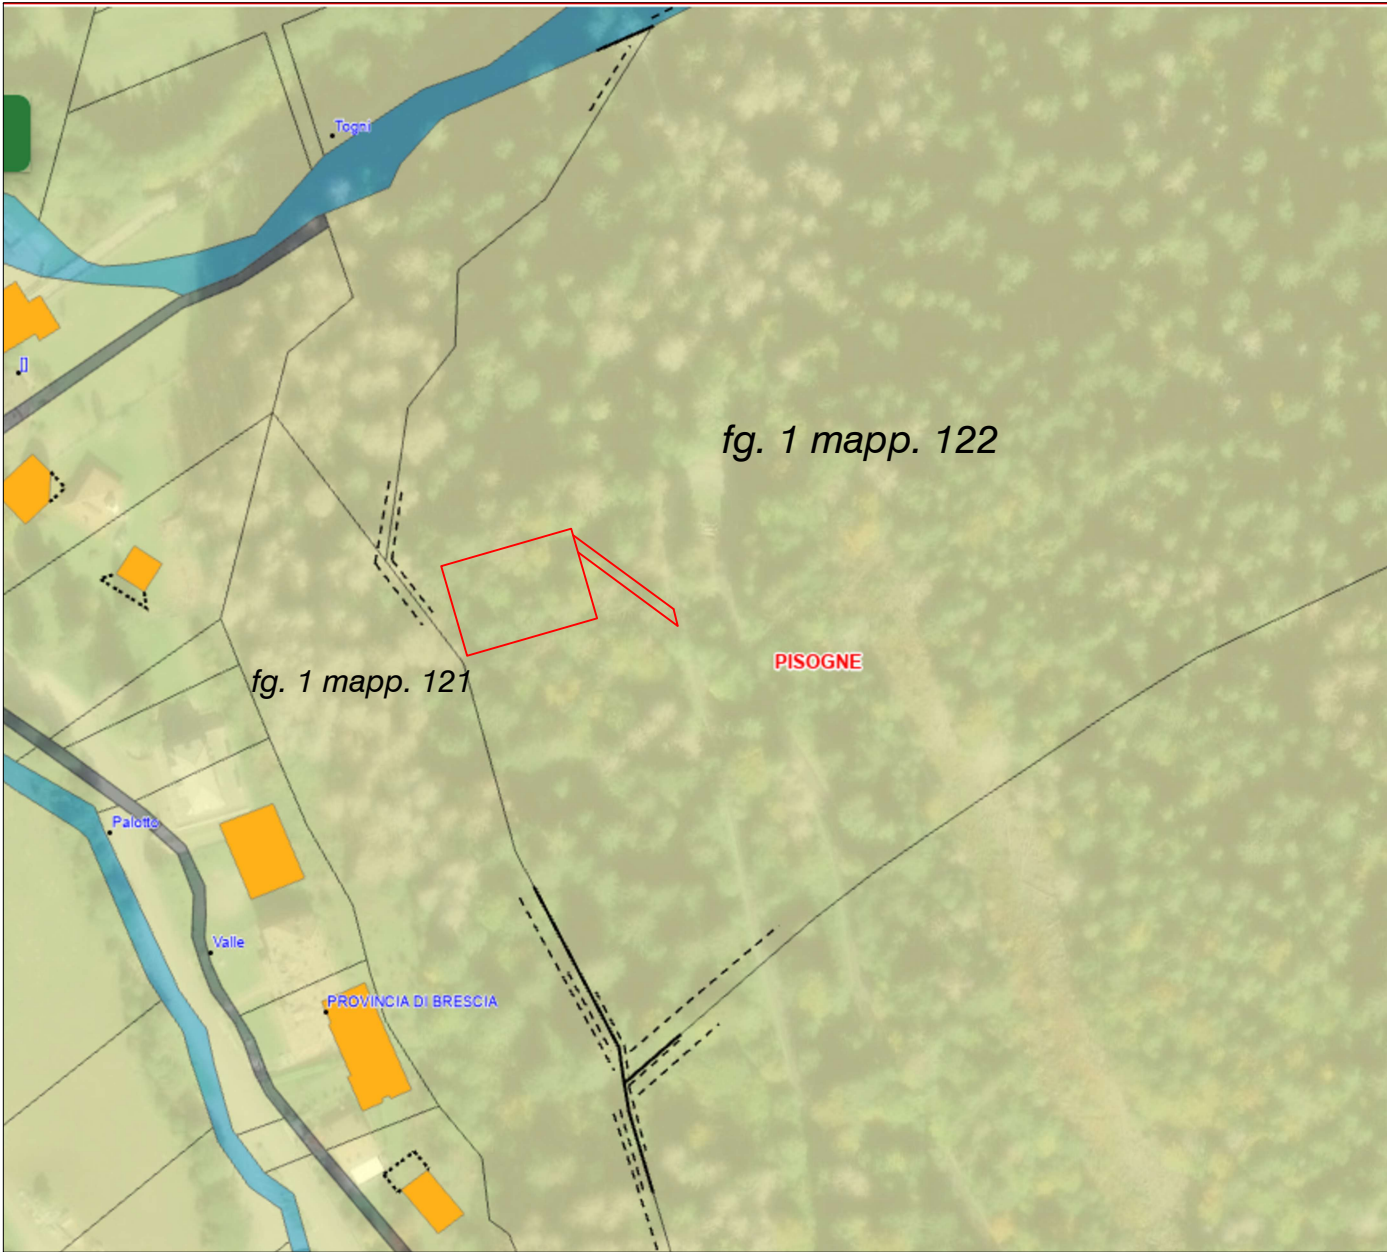 Togni
[]
fg. 1 mapp. 122
PISOGNE
fg. 1 mapp. 121
Palotto
Valle
PROVINCIA DI BRESCIA